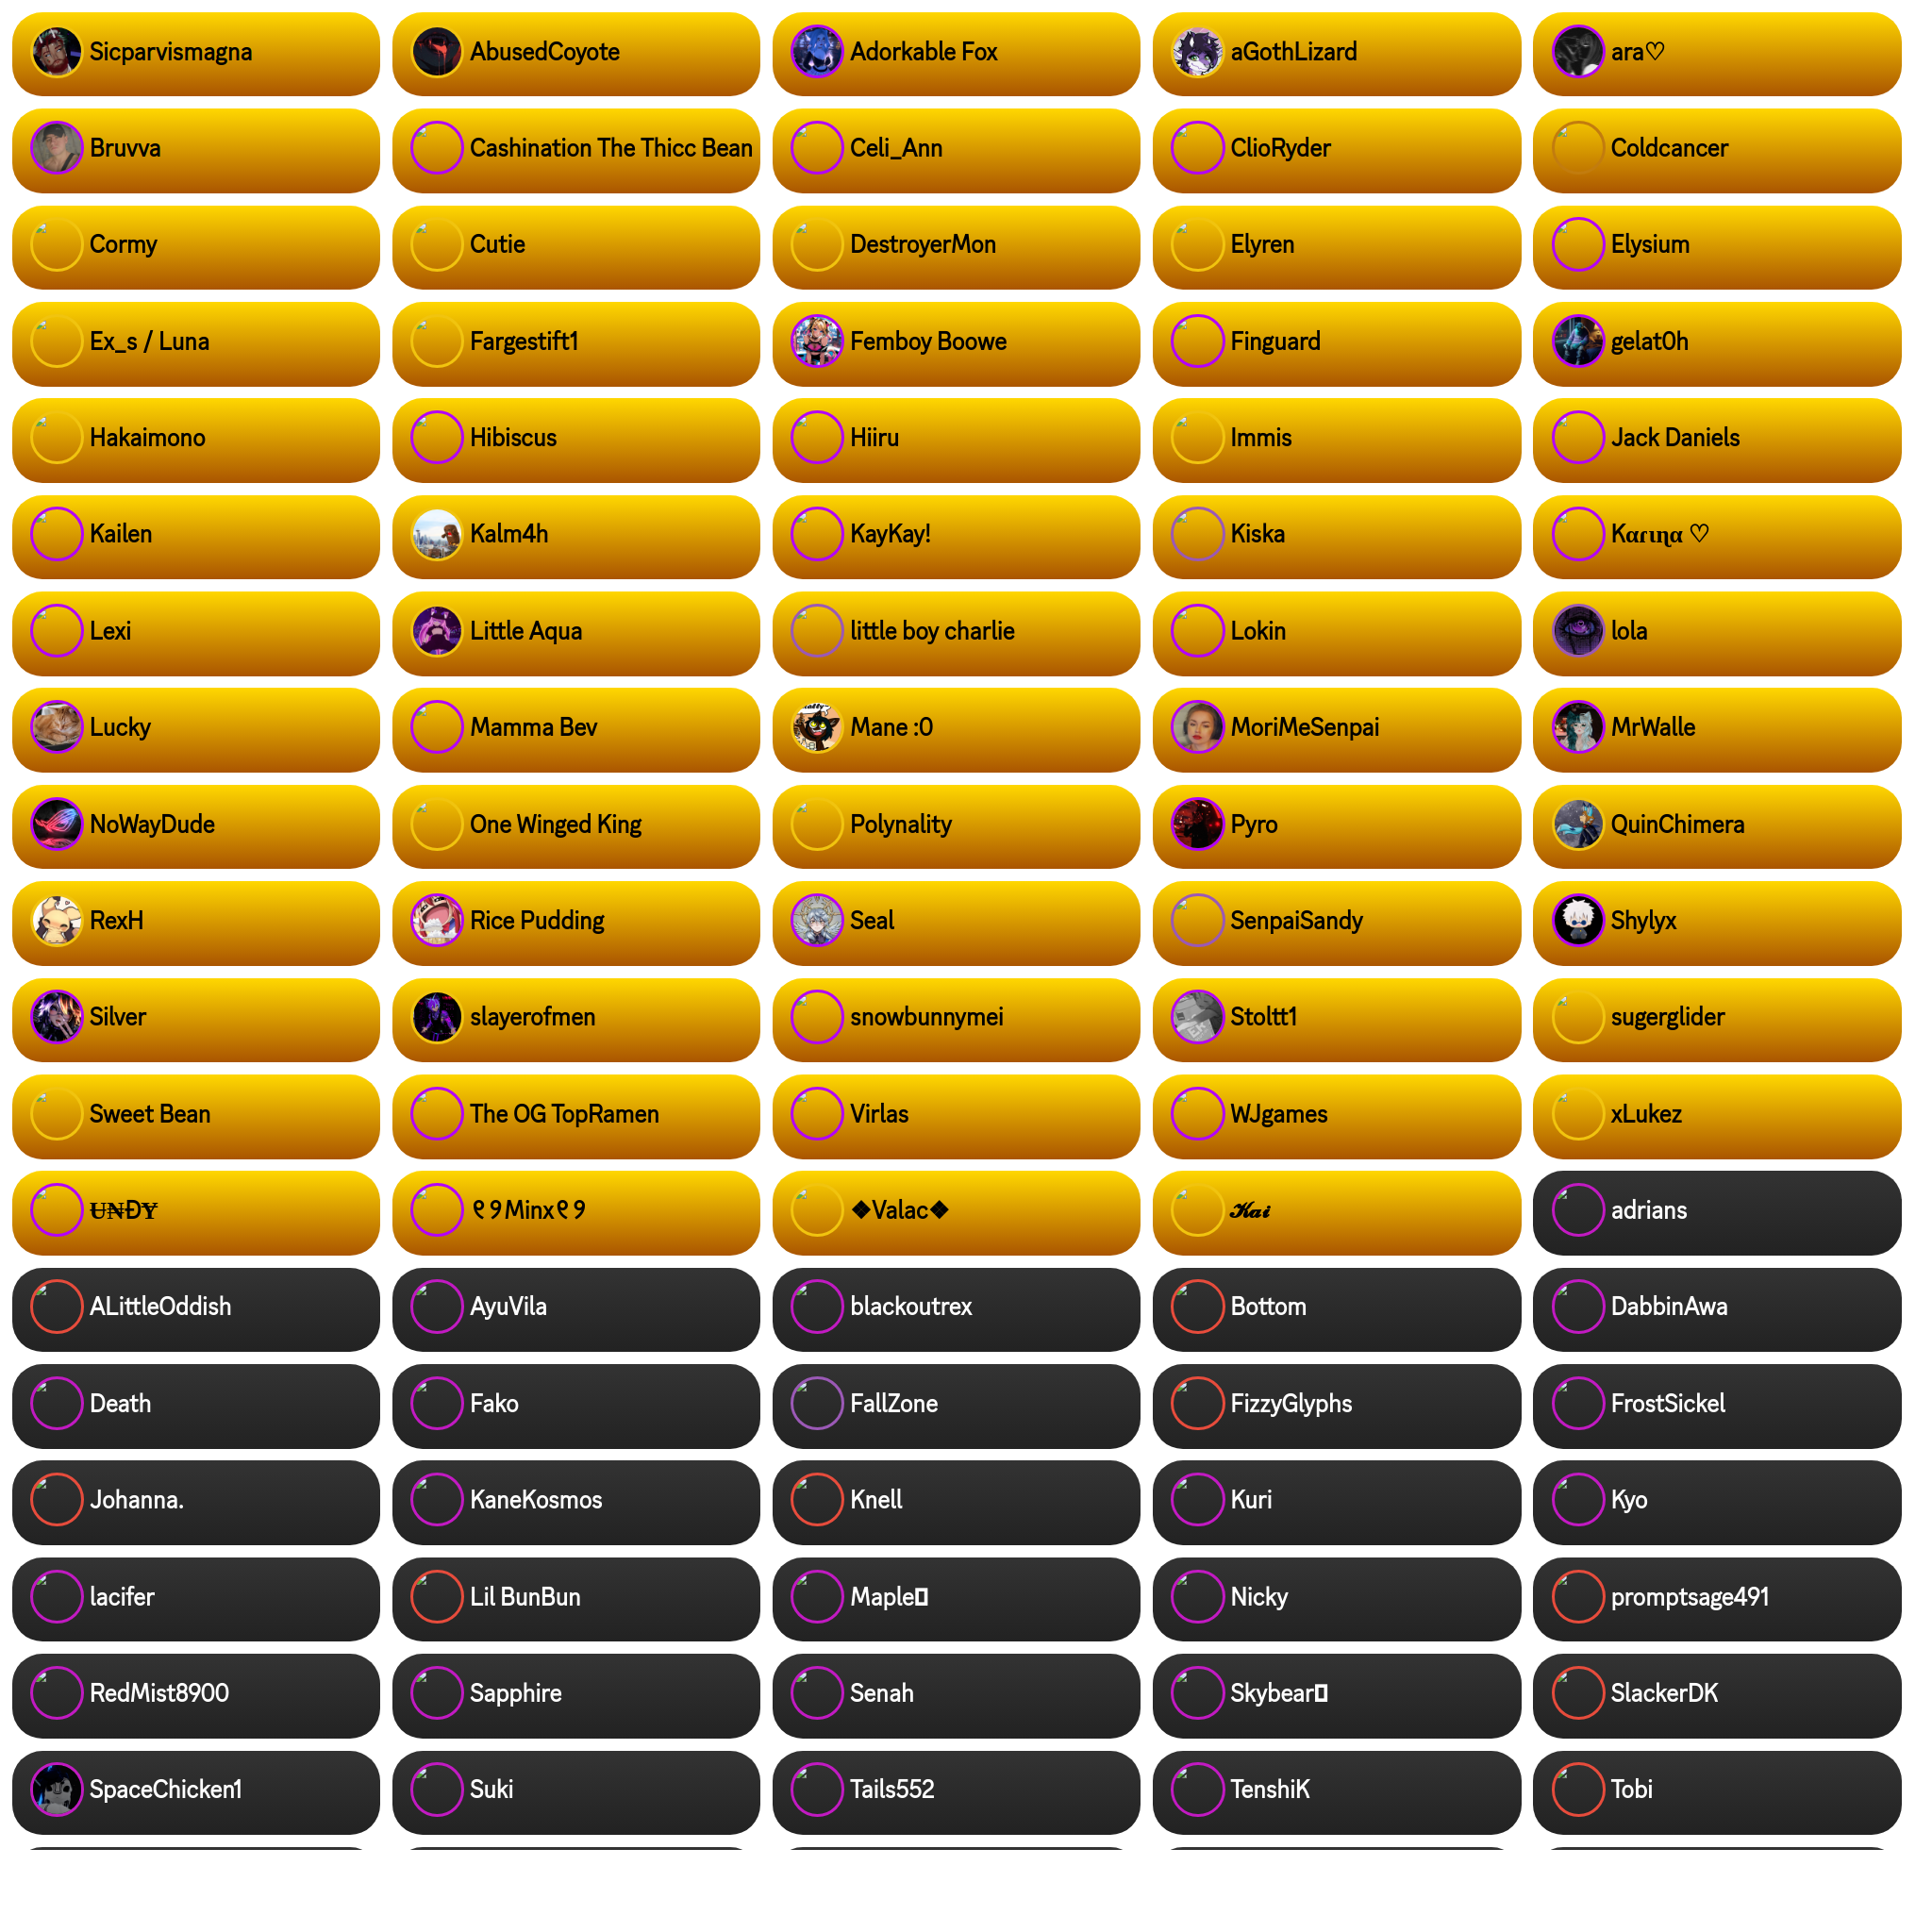 Sicparvismagna
AbusedCoyote
Adorkable Fox
aGothLizard
ara♡
Bruvva
Cashination The Thicc Bean
Celi_Ann
ClioRyder
Coldcancer
Cormy
Cutie
DestroyerMon
Elyren
Elysium
Ex_s / Luna
Fargestift1
Femboy Boowe
Finguard
gelat0h
Hakaimono
Hibiscus
Hiiru
Immis
Jack Daniels
Kailen
Kalm4h
KayKay!
Kiska
Kαɾιɳα ♡
Lexi
Little Aqua
little boy charlie
Lokin
lola
Lucky
Mamma Bev
Mane :0
MoriMeSenpai
MrWalle
NoWayDude
One Winged King
Polynality
Pyro
QuinChimera
RexH
Rice Pudding
Seal
SenpaiSandy
Shylyx
Silver
slayerofmen
snowbunnymei
Stoltt1
sugerglider
Sweet Bean
The OG TopRamen
Virlas
WJgames
xLukez
Ʉ₦ĐɎ
୧୨Minx୧୨
❖Valac❖
𝓚𝓪𝓲
adrians
ALittleOddish
AyuVila
blackoutrex
Bottom
DabbinAwa
Death
Fako
FallZone
FizzyGlyphs
FrostSickel
Johanna.
KaneKosmos
Knell
Kuri
Kyo
lacifer
Lil BunBun
Maple
Nicky
promptsage491
RedMist8900
Sapphire
Senah
Skybear
SlackerDK
SpaceChicken1
Suki
Tails552
TenshiK
Tobi